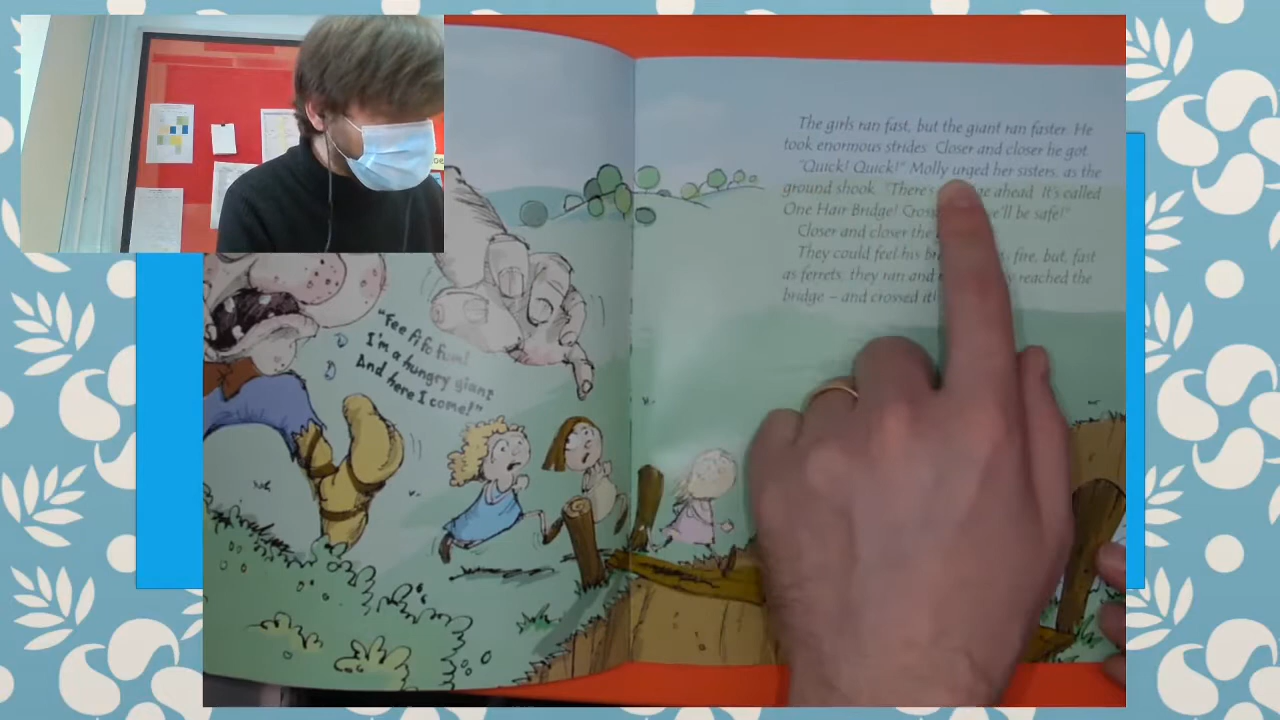 "Fee fi fo fum!
I'm a hungry giant
And here I come!"
The girls ran fast, but the giant ran faster. He
took enormous strides. Closer and closer he got.
"Quick! Quick!" Molly urged her sisters, as the
ground shook. "There's ahead. It's called
One Hair Bridge! Cross we'll be safe!"
Closer and closer the
They could feel his fire, but, fast
as ferrets, they ran and reached the
bridge – and crossed it!